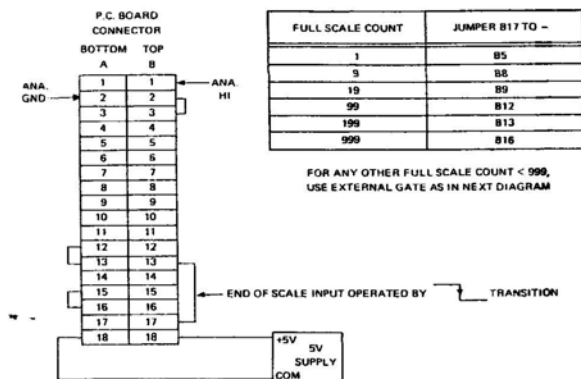 P.C. BOARD
CONNECTOR
BOTTOM TOP
A B
1 1
2 2
3 3
4 4
5 5
6 6
7 7
8 8
9 9
10 10
11 11
12 12
13 13
14 14
15 15
16 16
17 17
18 18
ANA.
GND
ANA.
HI
FULL SCALE COUNT JUMPER B17 TO –
1 B5
9 B8
19 B9
99 B12
199 B13
999 B16
FOR ANY OTHER FULL SCALE COUNT < 999,
USE EXTERNAL GATE AS IN NEXT DIAGRAM
END OF SCALE INPUT OPERATED BY TRANSITION
+5V
5V
SUPPLY
COM